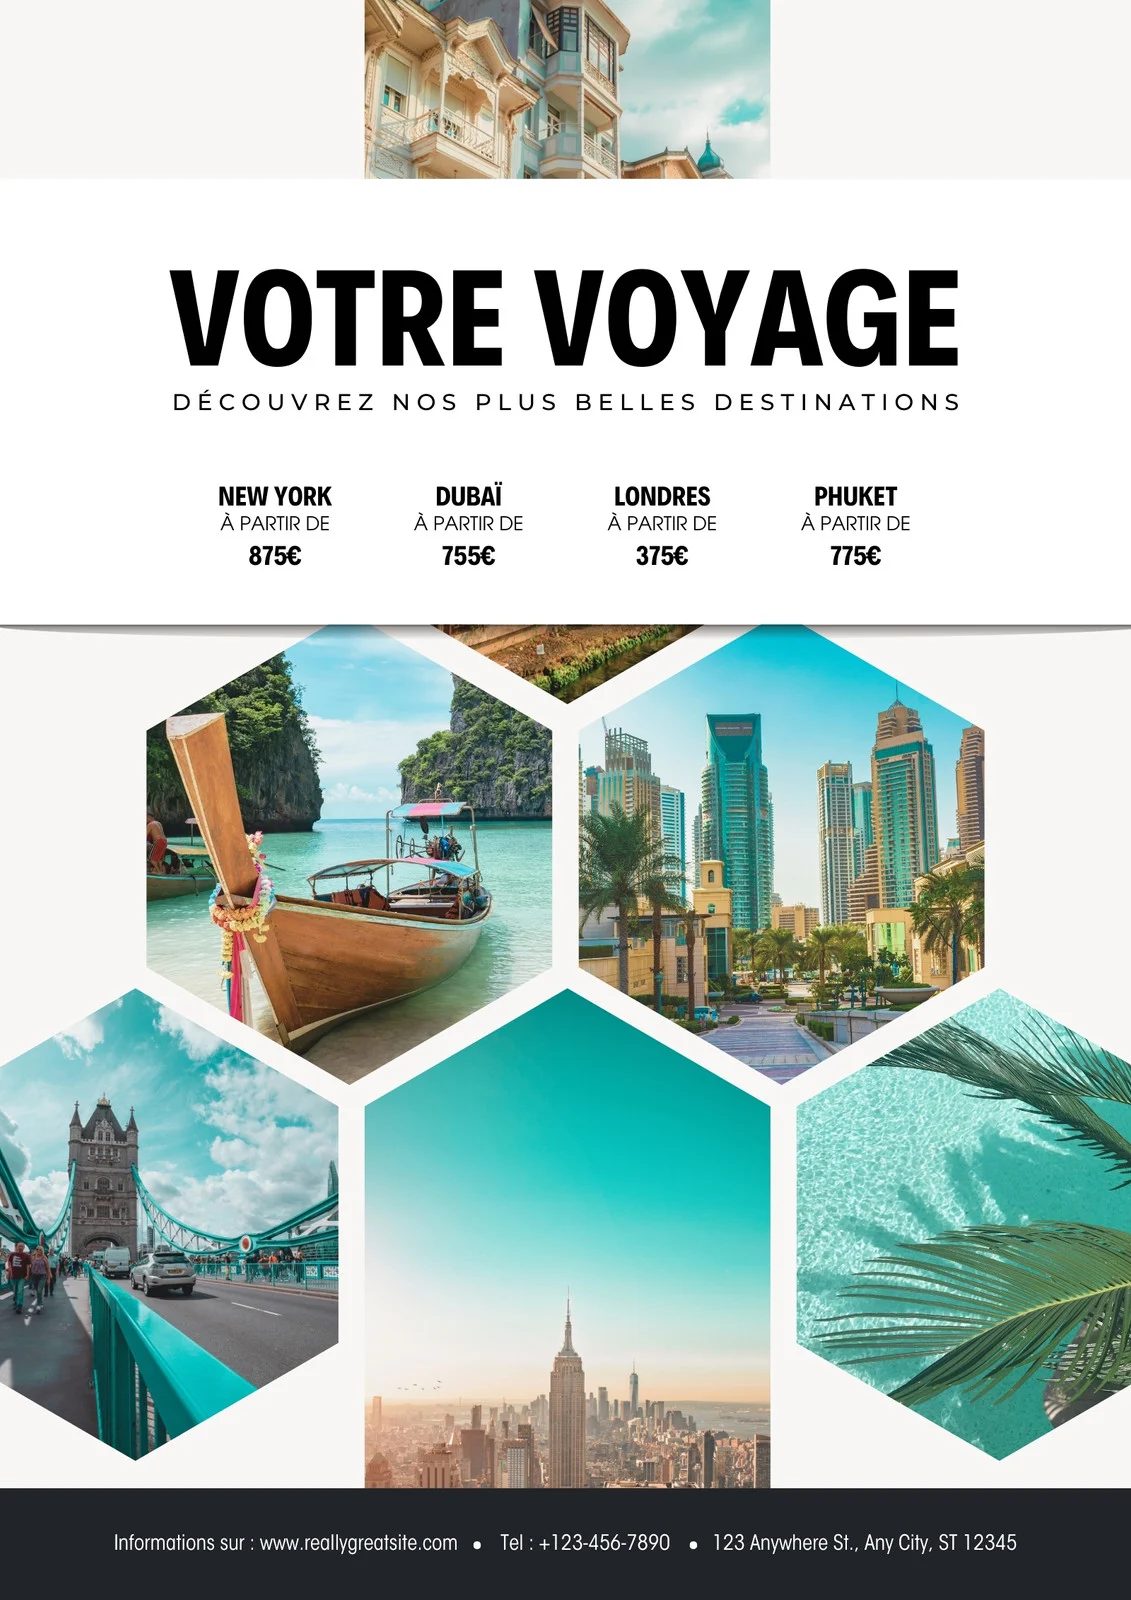 VOTRE VOYAGE
DÉCOUVREZ NOS PLUS BELLES DESTINATIONS
NEW YORK
À PARTIR DE
875€
DUBAÏ
À PARTIR DE
755€
LONDRES
À PARTIR DE
375€
PHUKET
À PARTIR DE
775€
Informations sur : www.reallygreatsite.com • Tel : +123-456-7890 • 123 Anywhere St., Any City, ST 12345